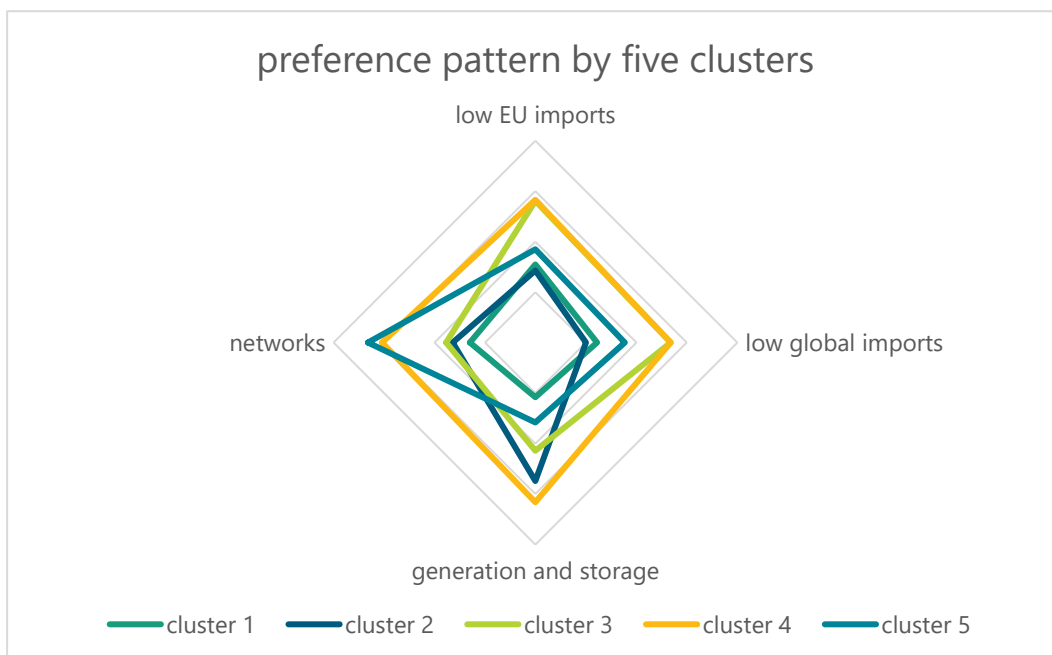 preference pattern by five clusters
low EU imports
networks
low global imports
generation and storage
cluster 1 cluster 2 cluster 3 cluster 4 cluster 5